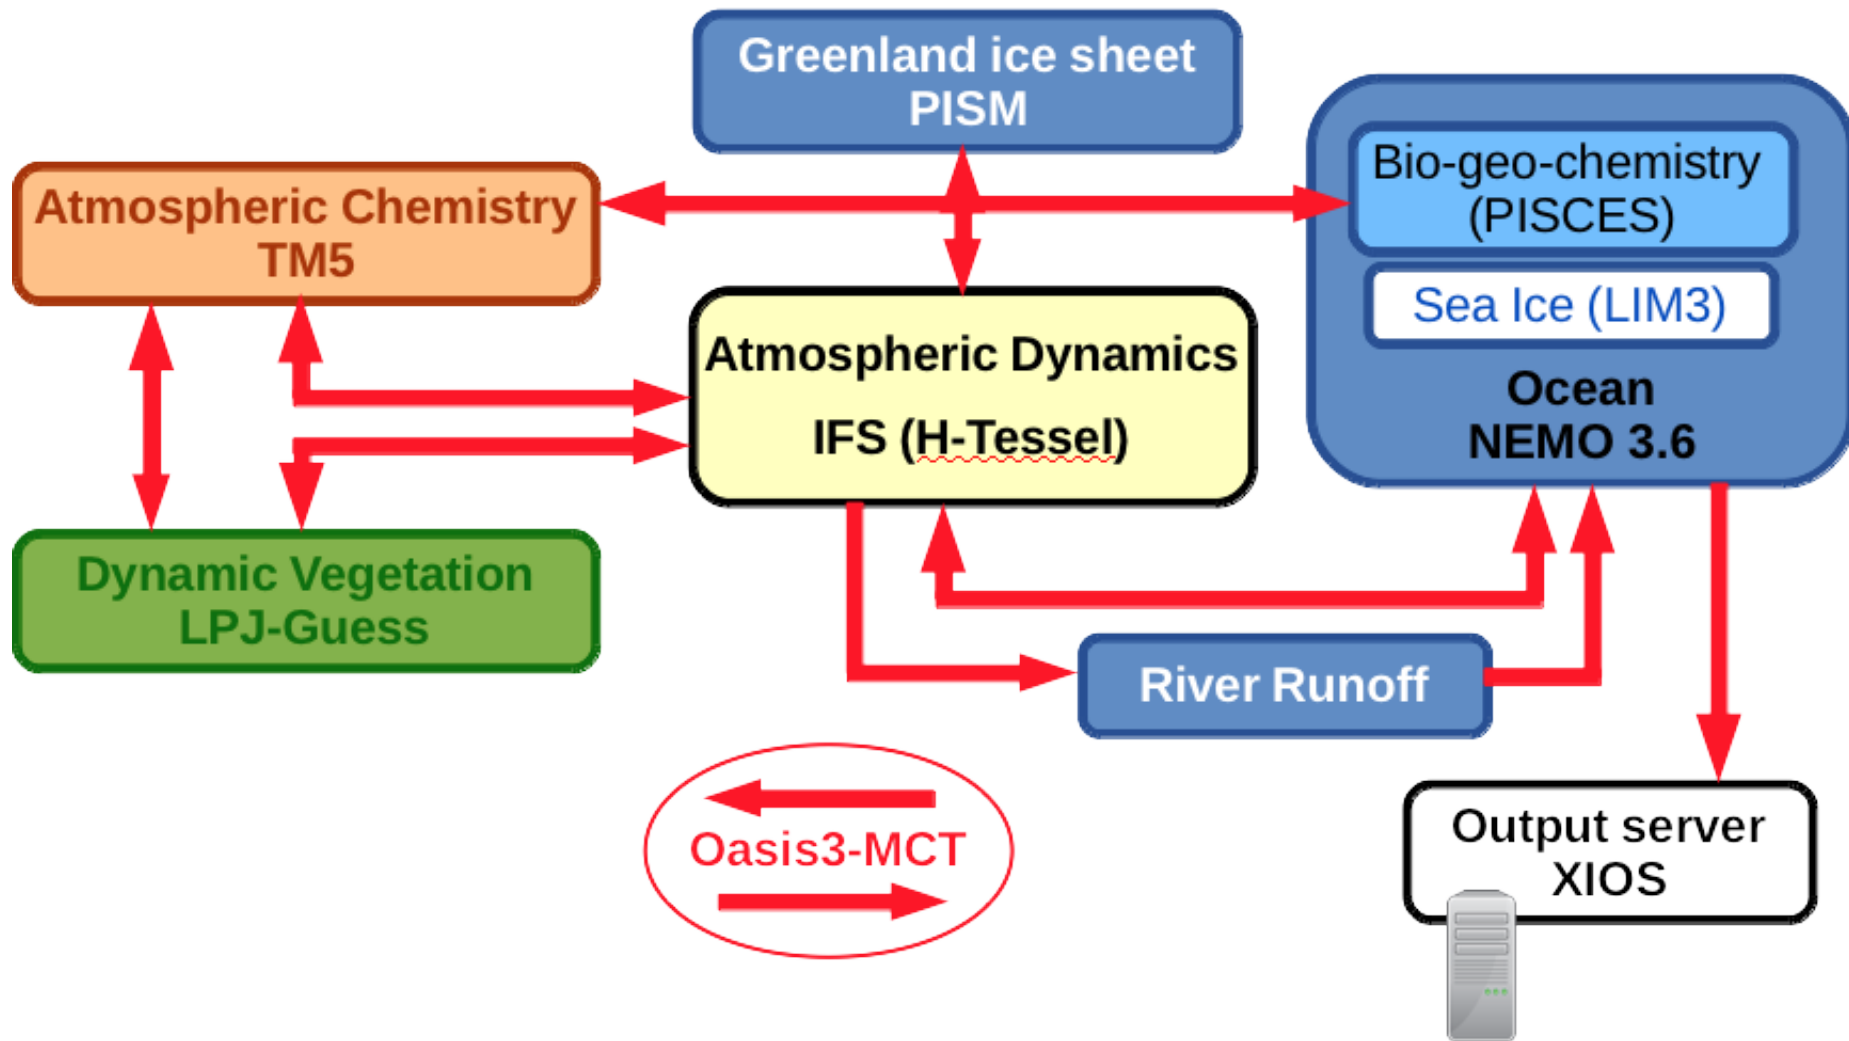 Greenland ice sheet
PISM
Atmospheric Chemistry
TM5
Bio-geo-chemistry
(PISCES)
Sea Ice (LIM3)
Ocean
NEMO 3.6
Atmospheric Dynamics
IFS (H-Tessel)
Dynamic Vegetation
LPJ-Guess
River Runoff
Oasis3-MCT
Output server
XIOS